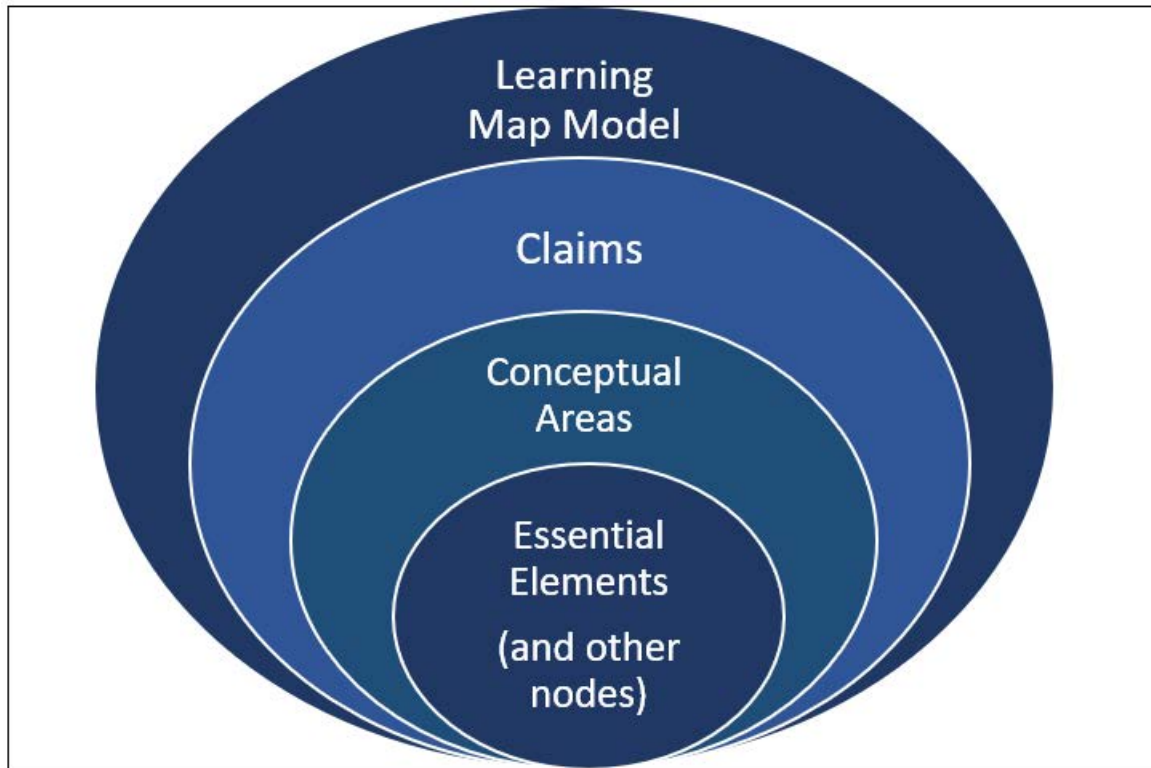 Learning
Map Model
Claims
Conceptual
Areas
Essential
Elements
(and other
nodes)